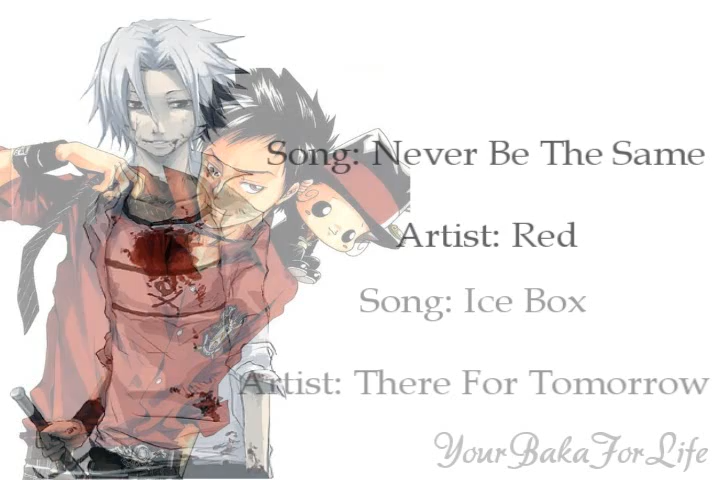 Song: Never Be The Same
Artist: Red
Song: Ice Box
Artist: There For Tomorrow
YourBakaForLife